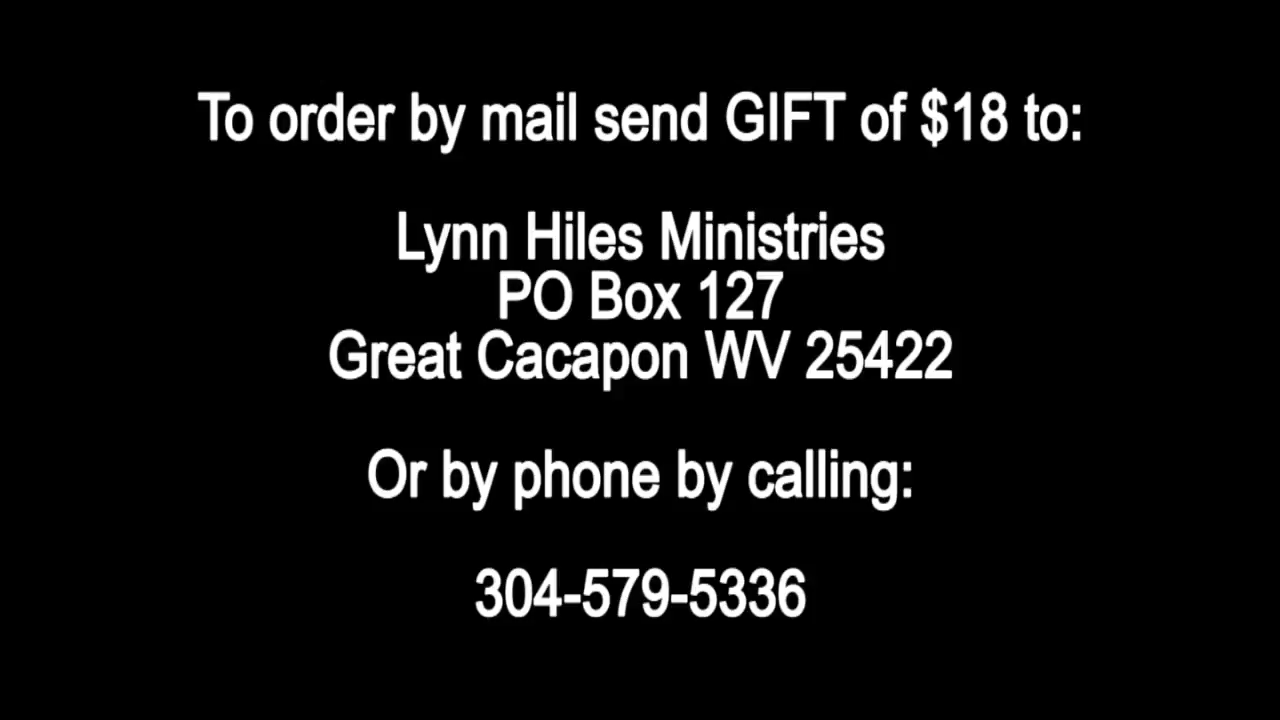 To order by mail send GIFT of $18 to:
Lynn Hiles Ministries
PO Box 127
Great Cacapon WV 25422
Or by phone by calling:
304-579-5336